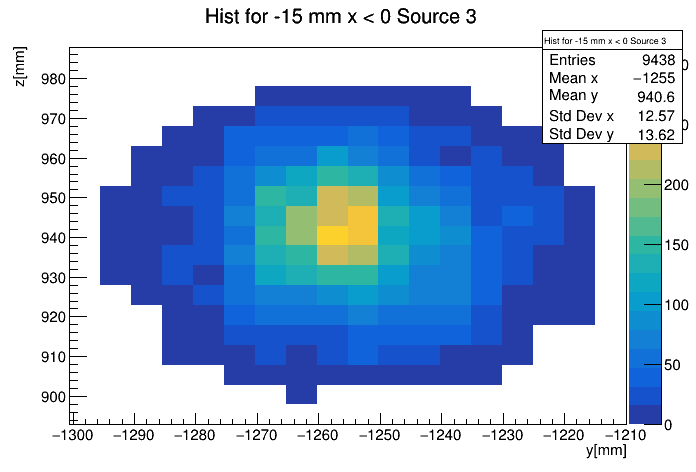 Hist for -15 mm x < 0 Source 3
z[mm]
Hist for -15 mm x < 0 Source 3
Entries 9438
Mean x −1255
Mean y 940.6
Std Dev x 12.57
Std Dev y 13.62
980
970
960
950
940
930
920
910
900
−1300 −1290 −1280 −1270 −1260 −1250 −1240 −1230 −1220 −1210
y[mm]
200
150
100
50
0